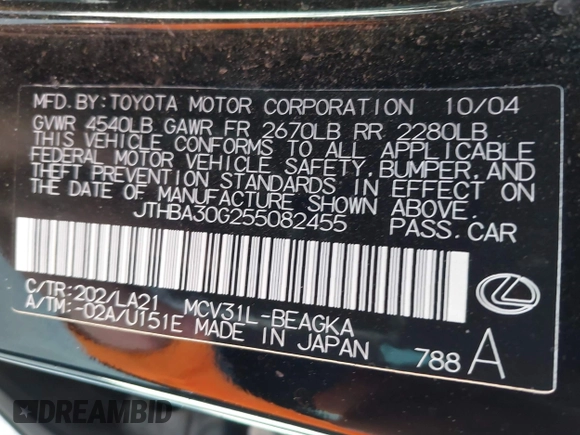 MFD. BY: TOYOTA MOTOR CORPORATION 10/04
GVWR 4540LB GAWR FR 2670LB RR 2280LB
THIS VEHICLE CONFORMS TO ALL APPLICABLE
FEDERAL MOTOR VEHICLE SAFETY, BUMPER, AND
THEFT PREVENTION STANDARDS IN EFFECT ON
THE DATE OF MANUFACTURE SHOWN ABOVE.
JTHBA30G255082455 PASS. CAR
C/TR: 202/LA21 MCV31L-BEAGKA
A/TM: -02A/U151E MADE IN JAPAN 788 A
DREAMBID